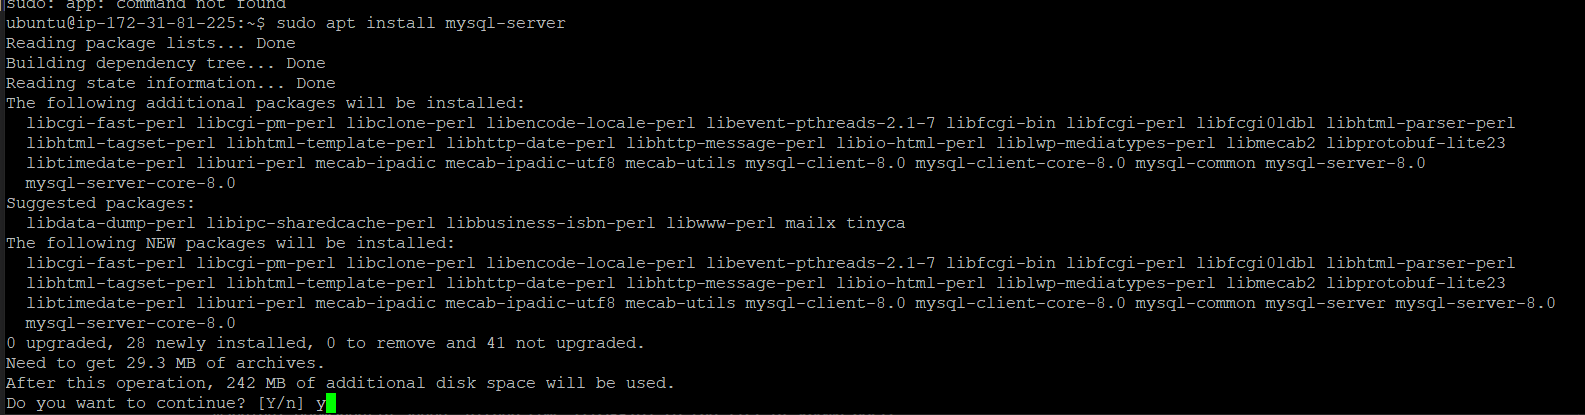 sudo: app: command not found
ubuntu@ip-172-31-81-225:~$ sudo apt install mysql-server
Reading package lists... Done
Building dependency tree... Done
Reading state information... Done
The following additional packages will be installed:
  libcgi-fast-perl libcgi-pm-perl libclone-perl libencode-locale-perl libevent-pthreads-2.1-7 libfcgi-bin libfcgi-perl libfcgi0ldbl libhtml-parser-perl
  libhtml-tagset-perl libhtml-template-perl libhttp-date-perl libhttp-message-perl libio-html-perl liblwp-mediatypes-perl libmecab2 libprotobuf-lite23
  libtimedate-perl liburi-perl mecab-ipadic mecab-ipadic-utf8 mecab-utils mysql-client-8.0 mysql-client-core-8.0 mysql-common mysql-server-8.0
  mysql-server-core-8.0
Suggested packages:
  libdata-dump-perl libipc-sharedcache-perl libbusiness-isbn-perl libwww-perl mailx tinyca
The following NEW packages will be installed:
  libcgi-fast-perl libcgi-pm-perl libclone-perl libencode-locale-perl libevent-pthreads-2.1-7 libfcgi-bin libfcgi-perl libfcgi0ldbl libhtml-parser-perl
  libhtml-tagset-perl libhtml-template-perl libhttp-date-perl libhttp-message-perl libio-html-perl liblwp-mediatypes-perl libmecab2 libprotobuf-lite23
  libtimedate-perl liburi-perl mecab-ipadic mecab-ipadic-utf8 mecab-utils mysql-client-8.0 mysql-client-core-8.0 mysql-common mysql-server mysql-server-8.0
  mysql-server-core-8.0
0 upgraded, 28 newly installed, 0 to remove and 41 not upgraded.
Need to get 29.3 MB of archives.
After this operation, 242 MB of additional disk space will be used.
Do you want to continue? [Y/n] y